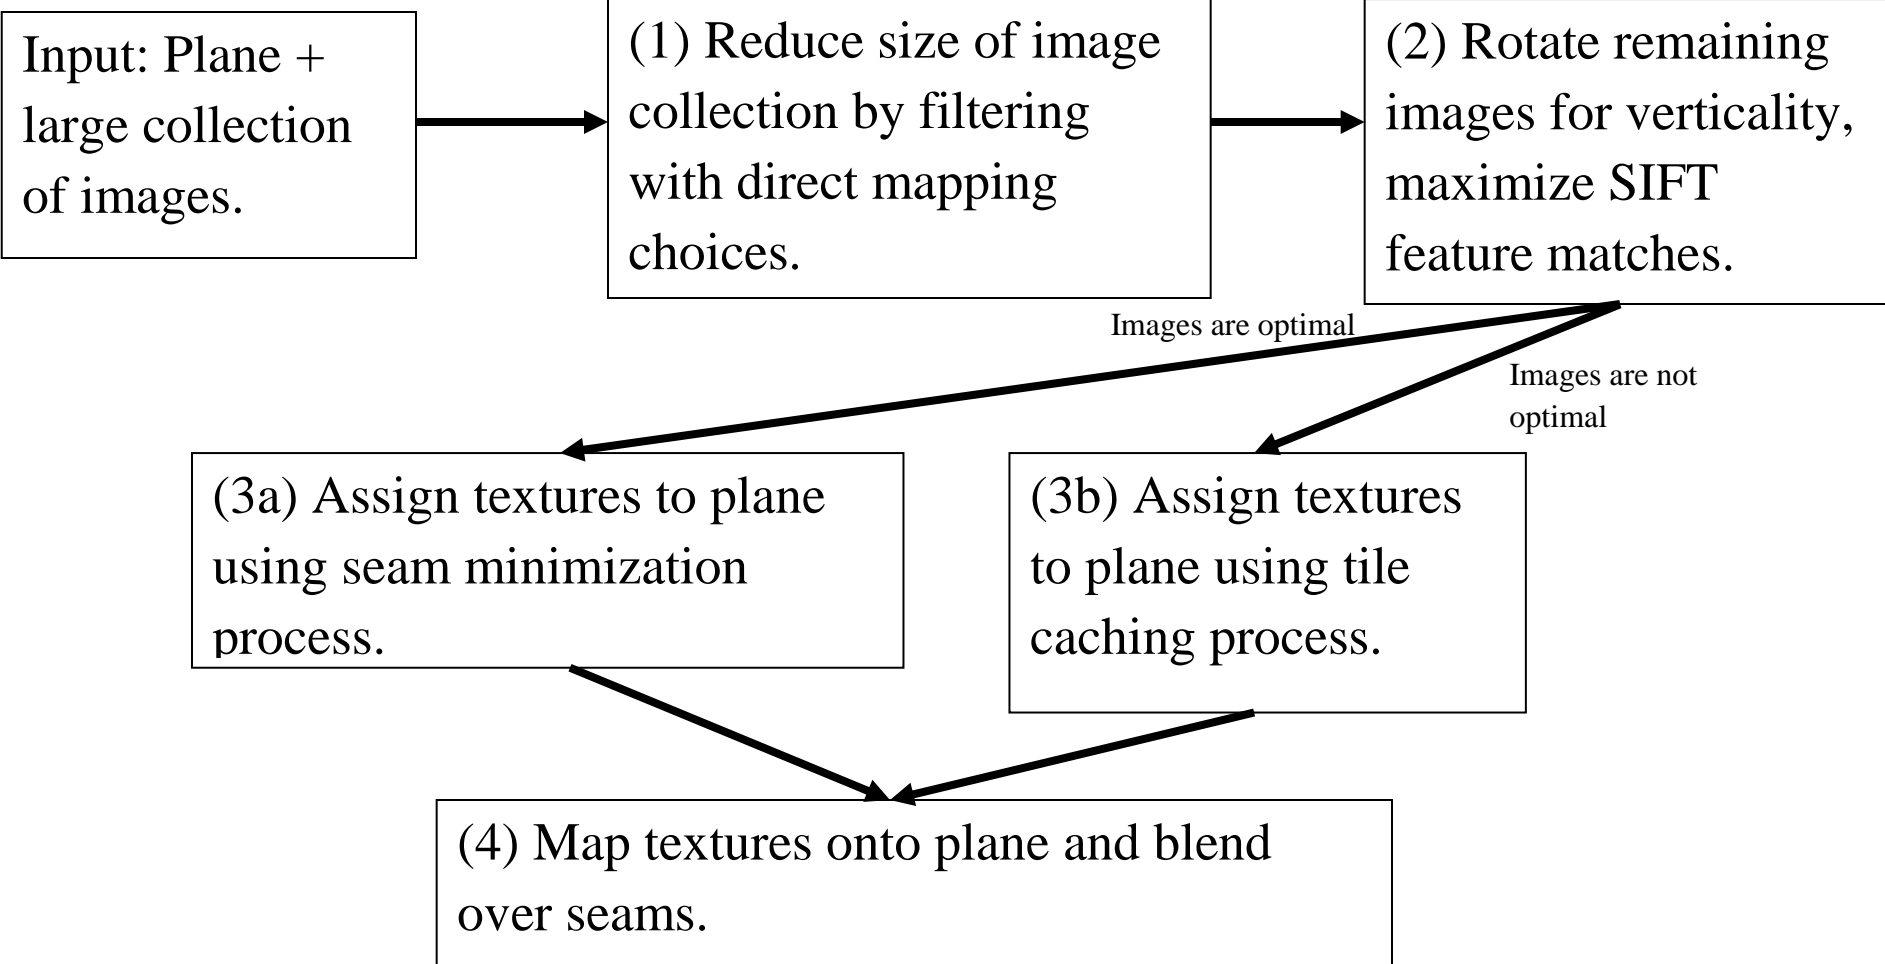 Input: Plane +
large collection
of images.
(1) Reduce size of image
collection by filtering
with direct mapping
choices.
(2) Rotate remaining
images for verticality,
maximize SIFT
feature matches.
Images are optimal
Images are not
optimal
(3a) Assign textures to plane
using seam minimization
process.
(3b) Assign textures
to plane using tile
caching process.
(4) Map textures onto plane and blend
over seams.